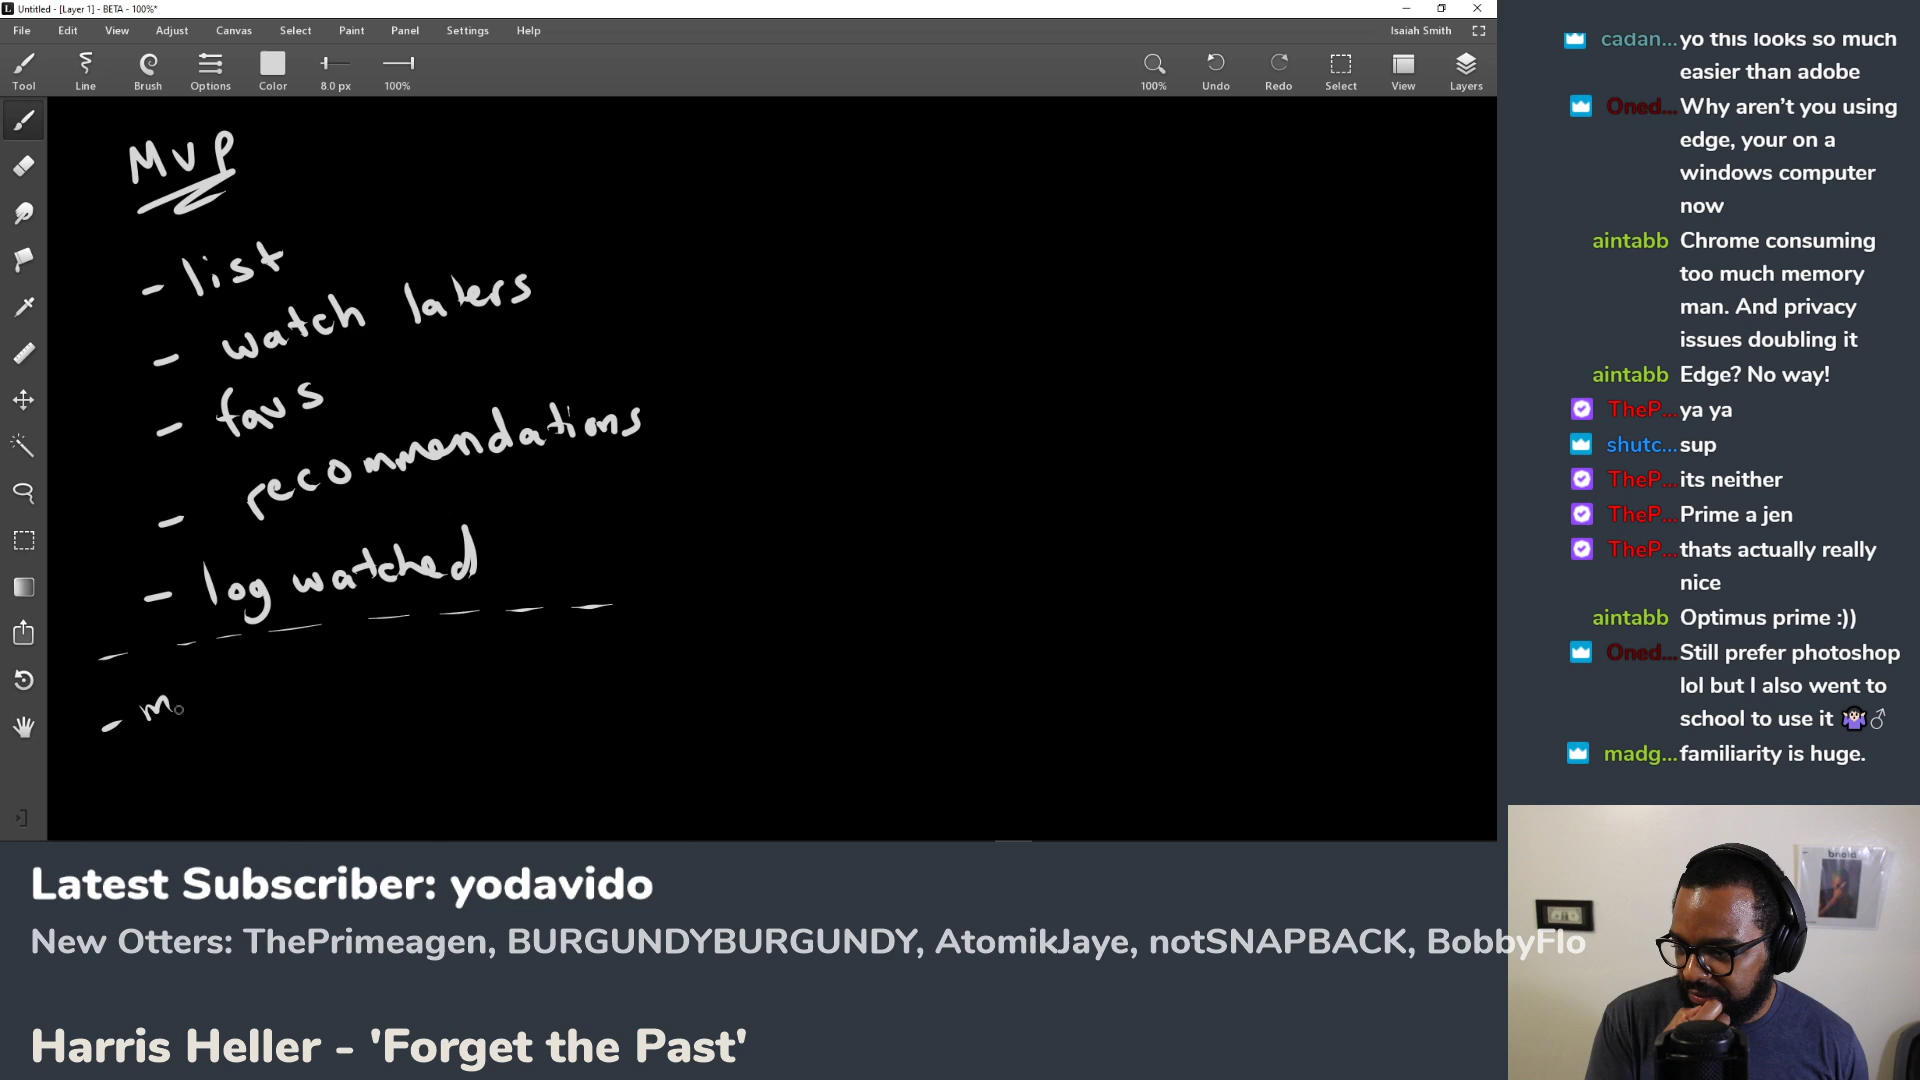 Untitled - [Layer 1] - BETA - 100%*
File Edit View Adjust Canvas Select Paint Panel Settings Help Isaiah Smith
Tool Line Brush Options Color 8.0 px 100% 100% Undo Redo Select View Layers
MVP
- list
- watch laters
- favs
- recommendations
- log watched
- m
cadan... yo this looks so much
easier than adobe
Oned... Why aren't you using
edge, your on a
windows computer
now
aintabb Chrome consuming
too much memory
man. And privacy
issues doubling it
aintabb Edge? No way!
TheP... ya ya
shutc... sup
TheP... its neither
TheP... Prime a jen
TheP... thats actually really
nice
aintabb Optimus prime :))
Oned... Still prefer photoshop
lol but I also went to
school to use it 🤷🏻♂
madg... familiarity is huge.
Latest Subscriber: yodavido
New Otters: ThePrimeagen, BURGUNDYBURGUNDY, AtomikJaye, notSNAPBACK, BobbyFlo
Harris Heller - 'Forget the Past'